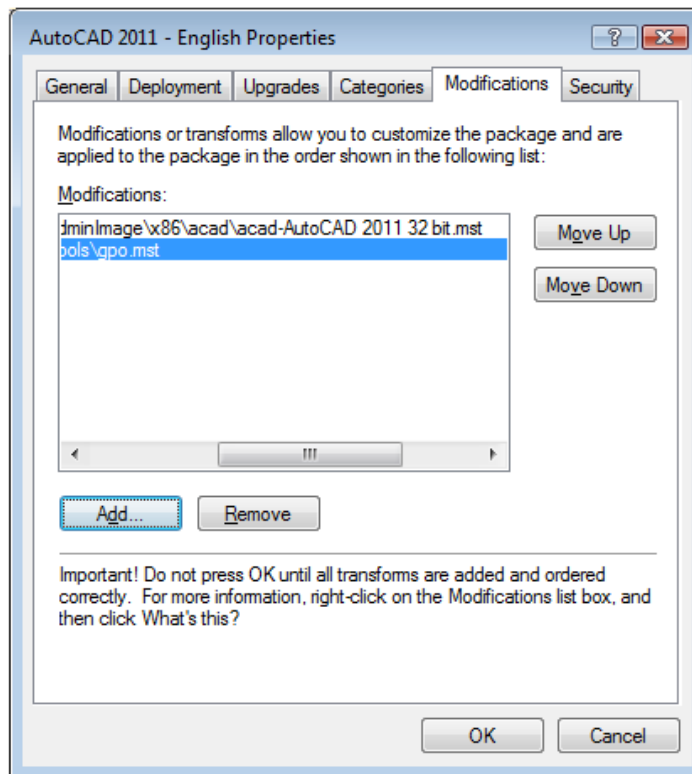 AutoCAD 2011 - English Properties
General Deployment Upgrades Categories Modifications Security
Modifications or transforms allow you to customize the package and are
applied to the package in the order shown in the following list:
Modifications:
dminImage\x86\acad\acad-AutoCAD 2011 32 bit.mst
ools\gpo.mst
Move Up
Move Down
Add... Remove
Important! Do not press OK until all transforms are added and ordered
correctly. For more information, right-click on the Modifications list box, and
then click What's this?
OK Cancel